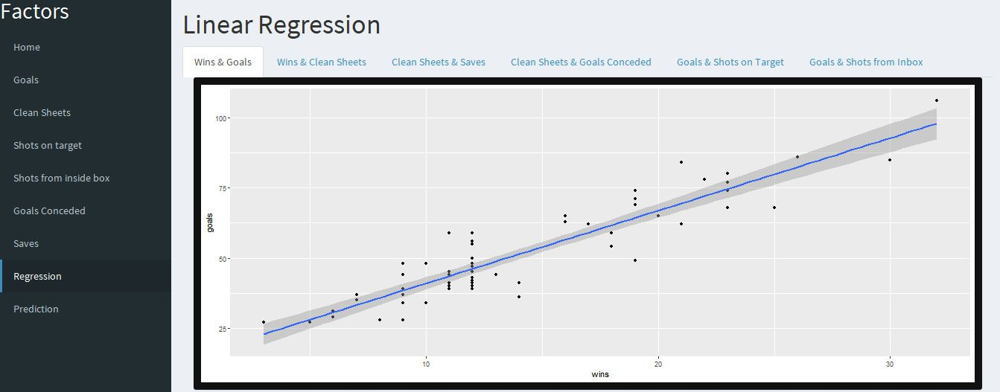 Factors
Home
Goals
Clean Sheets
Shots on target
Shots from inside box
Goals Conceded
Saves
Regression
Prediction
Linear Regression
Wins & Goals Wins & Clean Sheets Clean Sheets & Saves Clean Sheets & Goals Conceded Goals & Shots on Target Goals & Shots from Inbox
100
75
50
25
goals
10 20 30
wins